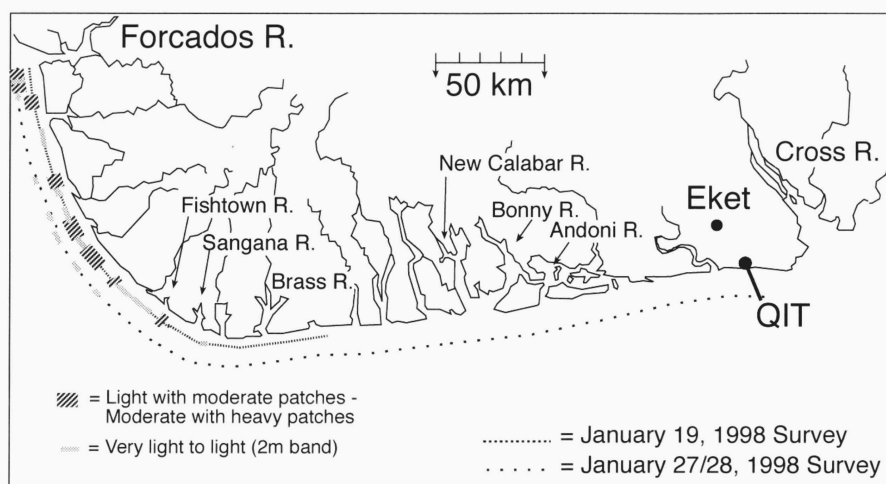 Forcados R.
50 km
Cross R.
New Calabar R.
Eket
Fishtown R.
Bonny R.
Andoni R.
Sangana R.
Brass R.
QIT
= Light with moderate patches -
Moderate with heavy patches
= Very light to light (2m band)
= January 19, 1998 Survey
= January 27/28, 1998 Survey